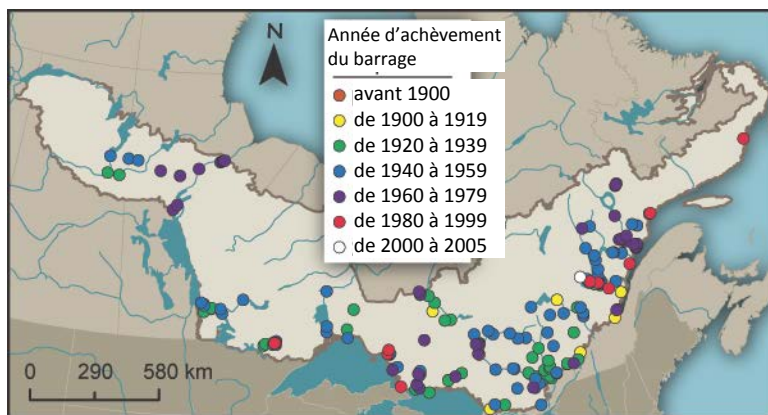 N
Année d'achèvement
du barrage
avant 1900
de 1900 à 1919
de 1920 à 1939
de 1940 à 1959
de 1960 à 1979
de 1980 à 1999
de 2000 à 2005
0 290 580 km